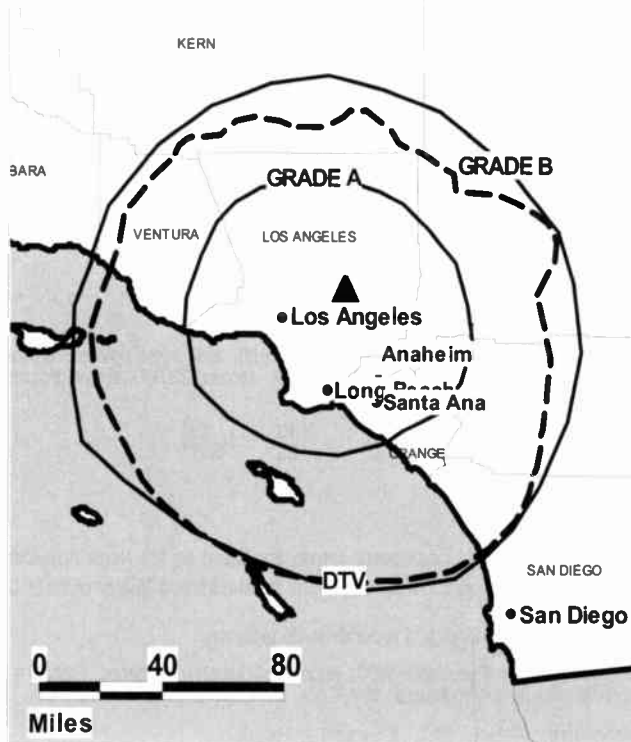 KERN
GRADE B
GRADE A
BARA
VENTURA
LOS ANGELES
Los Angeles
Anaheim
Long Beach
Santa Ana
ORANGE
DTV
SAN DIEGO
San Diego
0 40 80
Miles